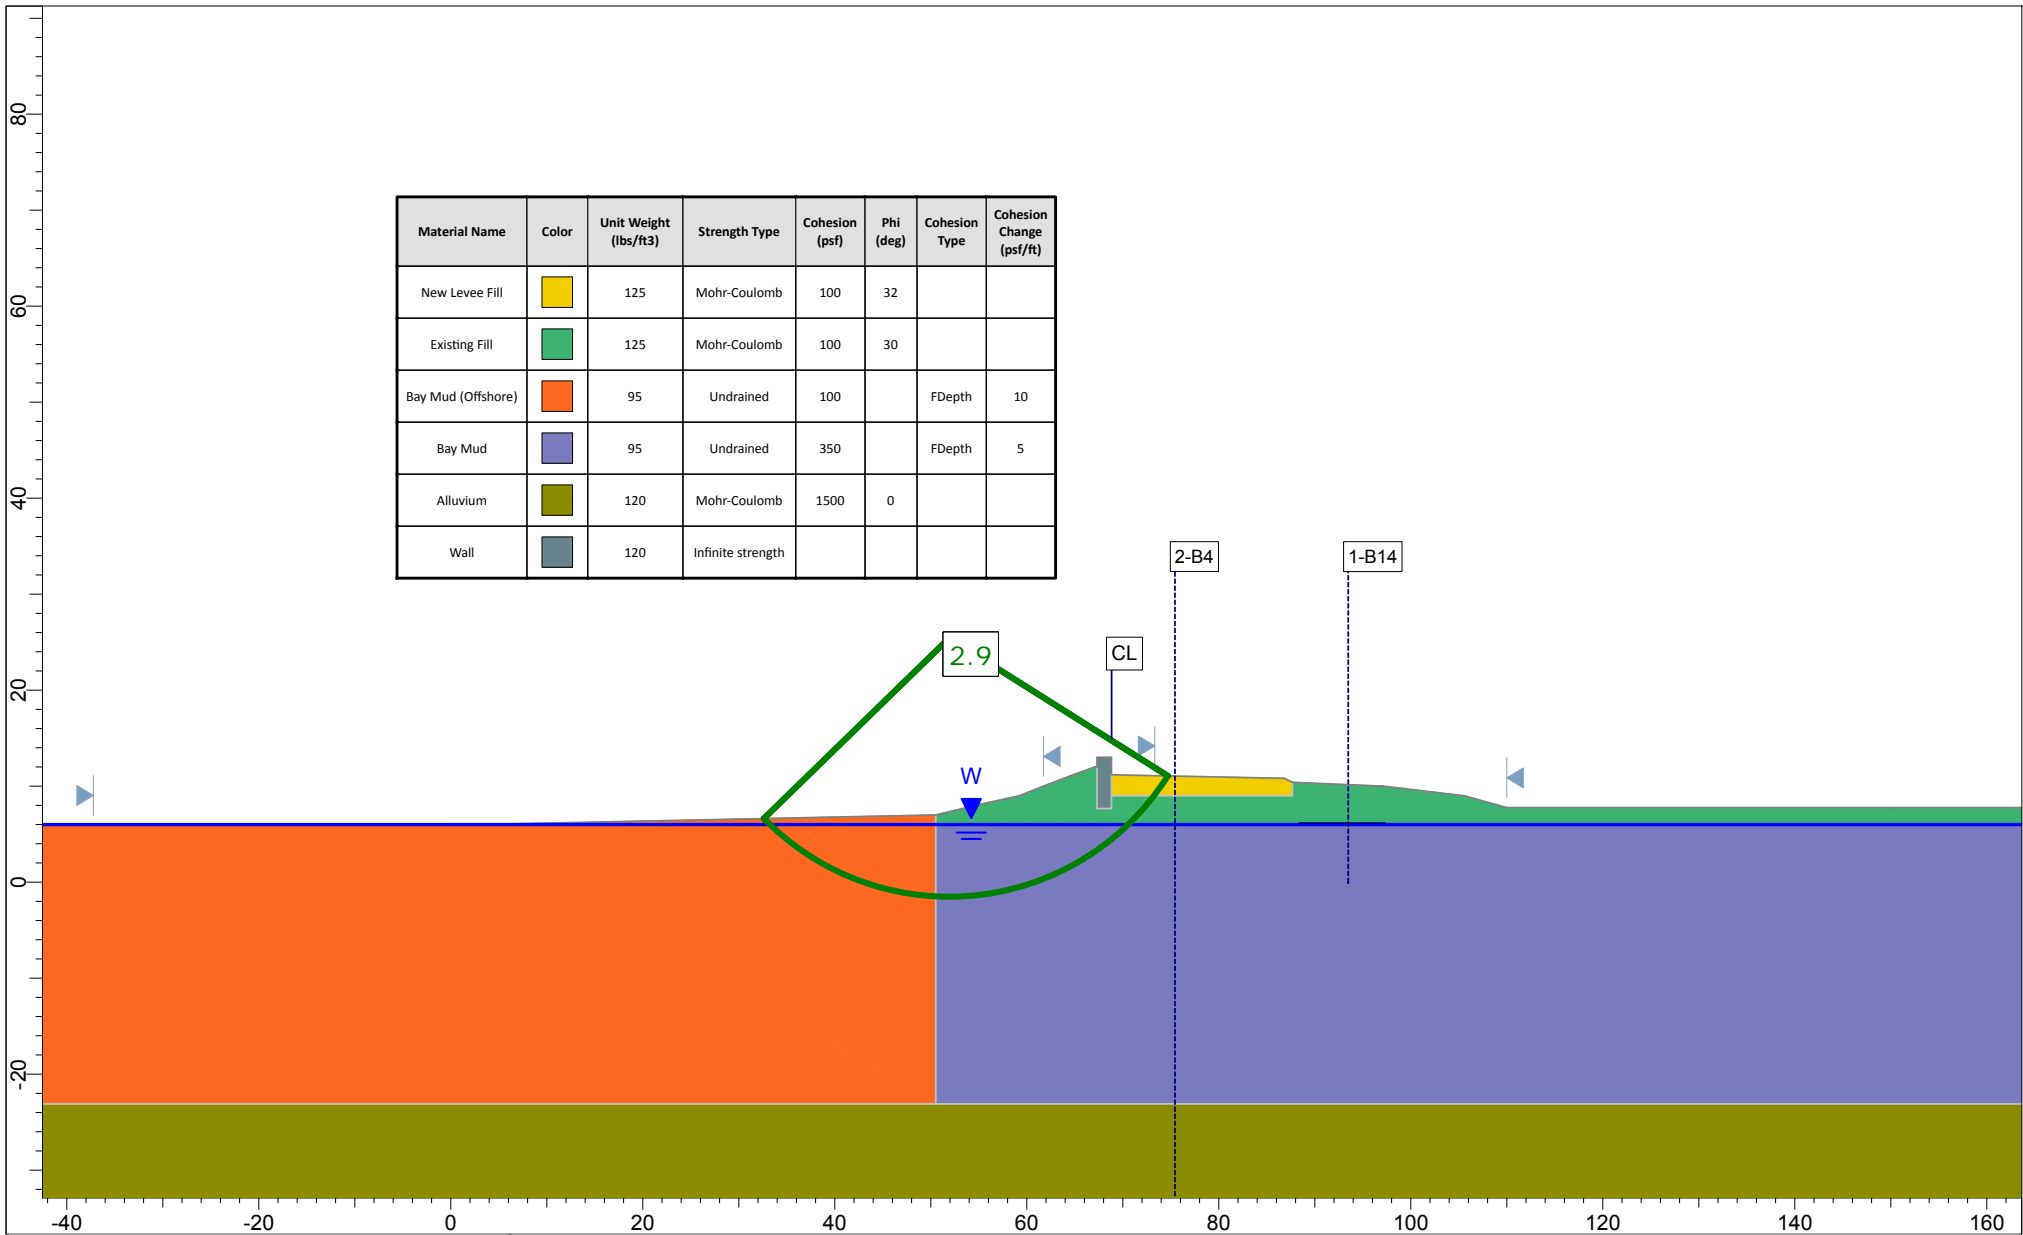 80
60
40
20
0
-20
Material Name Color Unit Weight (lbs/ft3) Strength Type Cohesion (psf) Phi (deg) Cohesion Type Cohesion Change (psf/ft)
New Levee Fill 125 Mohr-Coulomb 100 32
Existing Fill 125 Mohr-Coulomb 100 30
Bay Mud (Offshore) 95 Undrained 100 FDepth 10
Bay Mud 95 Undrained 350 FDepth 5
Alluvium 120 Mohr-Coulomb 1500 0
Wall 120 Infinite strength
2-B4
1-B14
2.9
CL
W
-40 -20 0 20 40 60 80 100 120 140 160